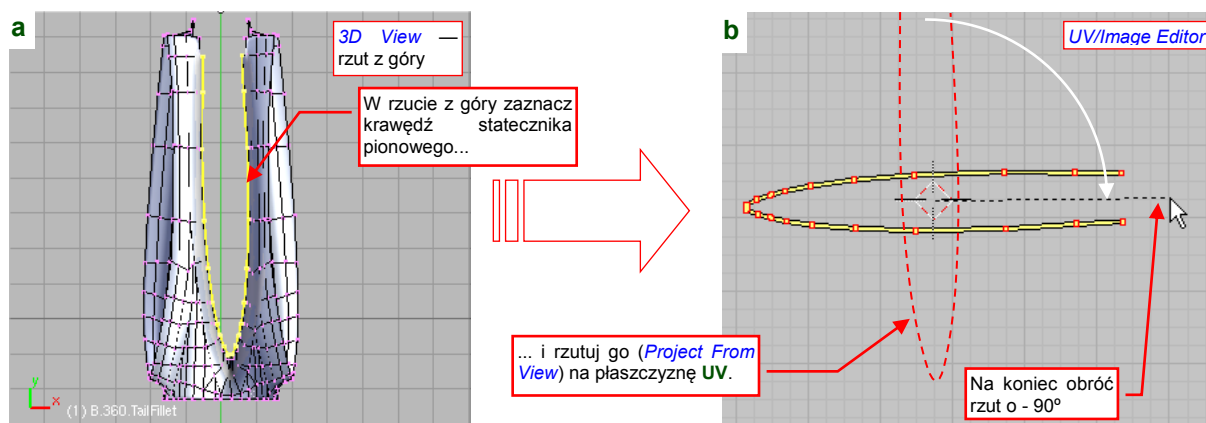 a
3D View —
rzut z góry
W rzucie z góry zaznacz
krawędź statecznika
pionowego...
y
x
(1) B.360.TailFillet
b
UV/Image Editor
... i rzutuj go (Project From
View) na płaszczyznę UV.
Na koniec obróć
rzut o - 90º